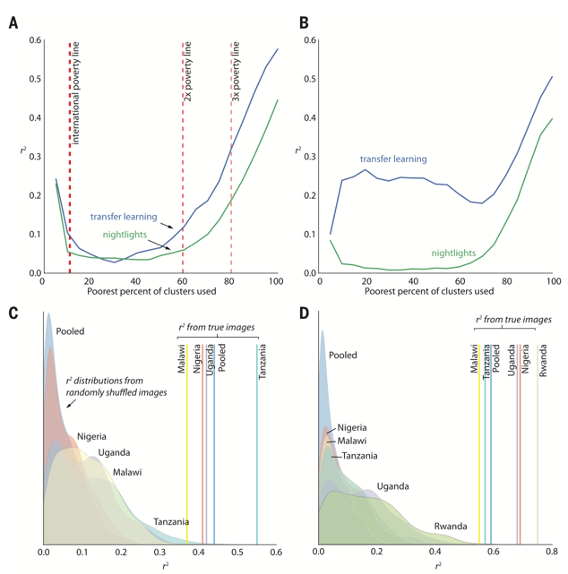 A
B
0.6
0.5
0.4
0.3
0.2
0.1
0.0
r²
international poverty line
2x poverty line
3x poverty line
transfer learning
nightlights
20
40
60
80
100
Poorest percent of clusters used
0.6
0.5
0.4
0.3
0.2
0.1
0.0
r²
transfer learning
nightlights
20
40
60
80
100
Poorest percent of clusters used
C
D
r² from true images
Pooled
Malawi
Nigeria
Uganda
Pooled
Tanzania
r² distributions from
randomly shuffled images
Nigeria
Uganda
Malawi
Tanzania
0.0
0.1
0.2
0.3
0.4
0.5
0.6
r²
r² from true images
Pooled
Malawi
Tanzania
Pooled
Uganda
Nigeria
Rwanda
Nigeria
Malawi
Tanzania
Uganda
Rwanda
0.0
0.2
0.4
0.6
0.8
r²